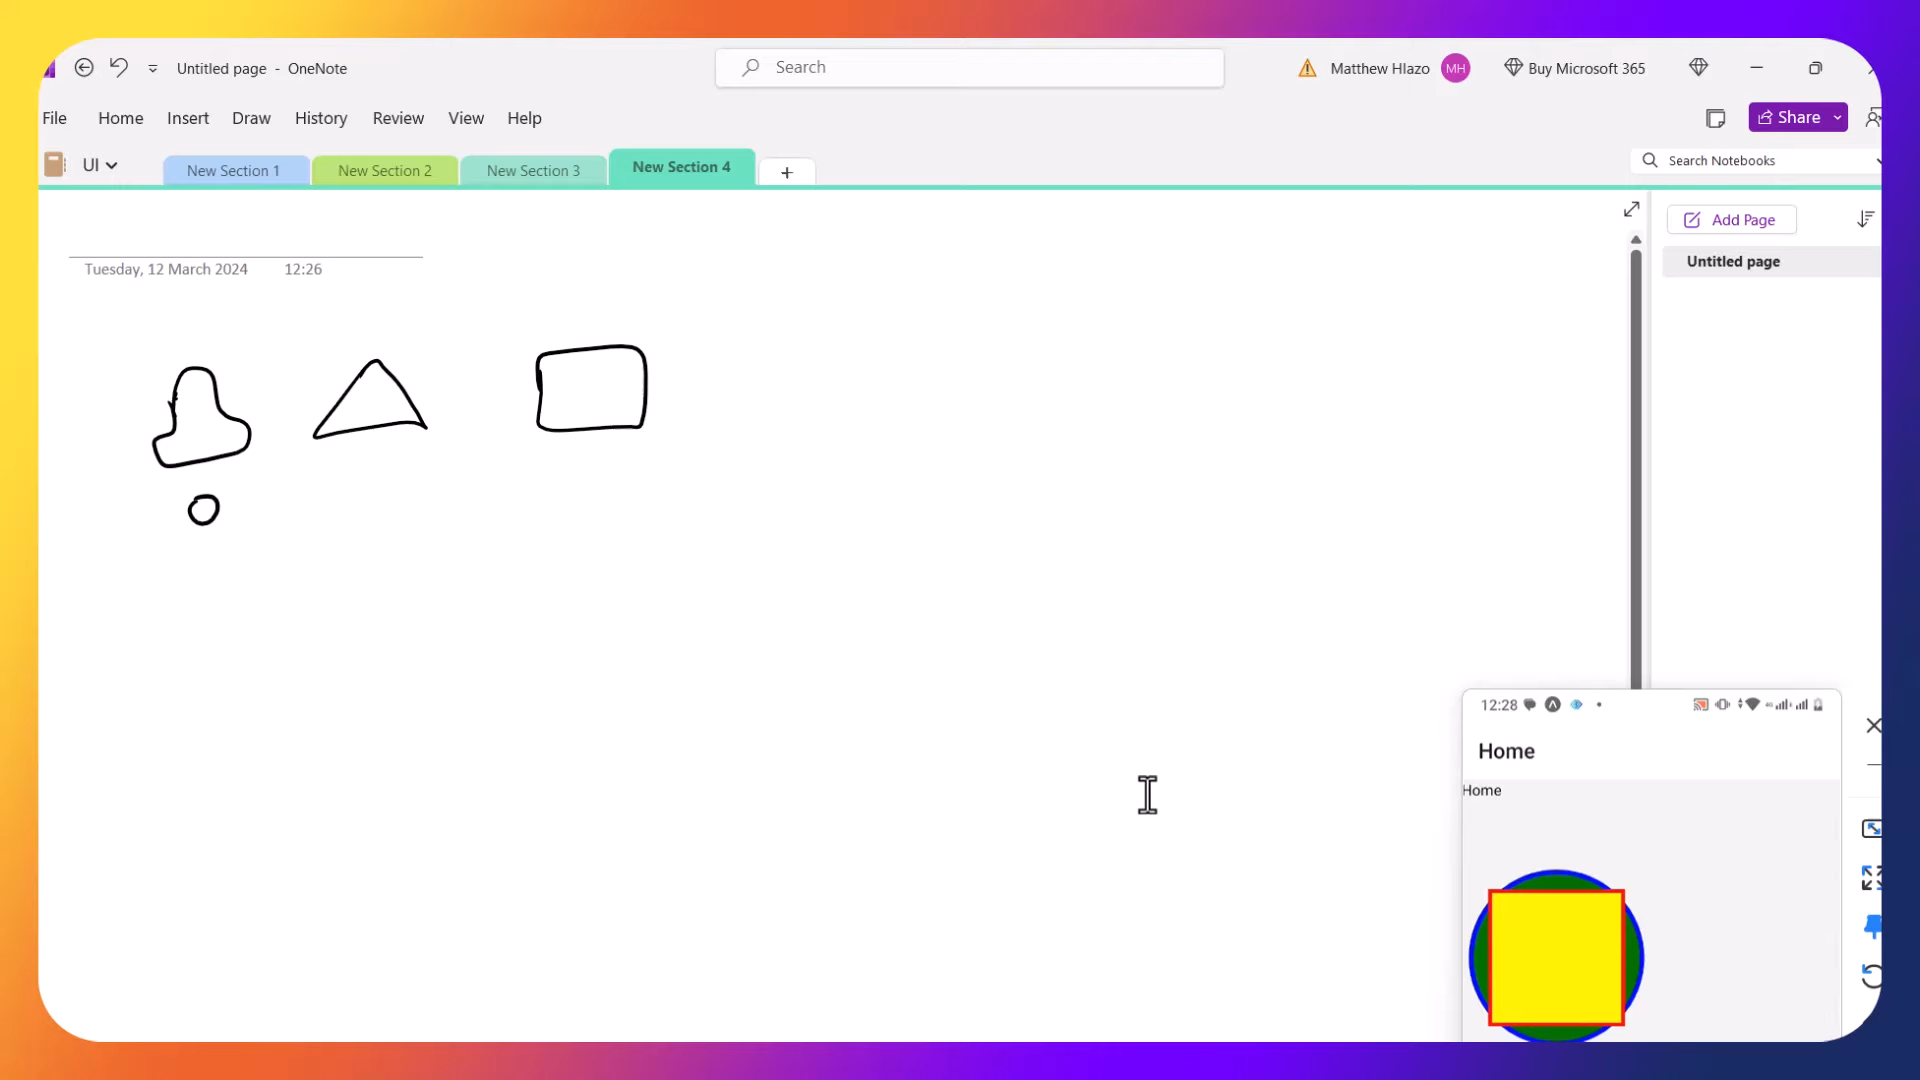 Untitled page - OneNote
Search
Matthew Hlazo
MH
Buy Microsoft 365
File Home Insert Draw History Review View Help
Share
UI
New Section 1
New Section 2
New Section 3
New Section 4
+
Search Notebooks
Add Page
Tuesday, 12 March 2024 12:26
Untitled page
12:28
Home
Home